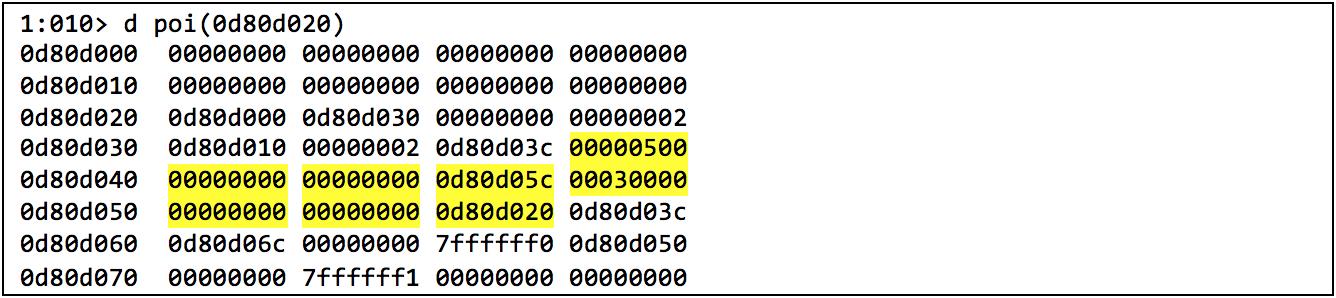 1:010> d poi(0d80d020)
0d80d000 00000000 00000000 00000000 00000000
0d80d010 00000000 00000000 00000000 00000000
0d80d020 0d80d000 0d80d030 00000000 00000002
0d80d030 0d80d010 00000002 0d80d03c 00000500
0d80d040 00000000 00000000 0d80d05c 00030000
0d80d050 00000000 00000000 0d80d020 0d80d03c
0d80d060 0d80d06c 00000000 7ffffff0 0d80d050
0d80d070 00000000 7ffffff1 00000000 00000000